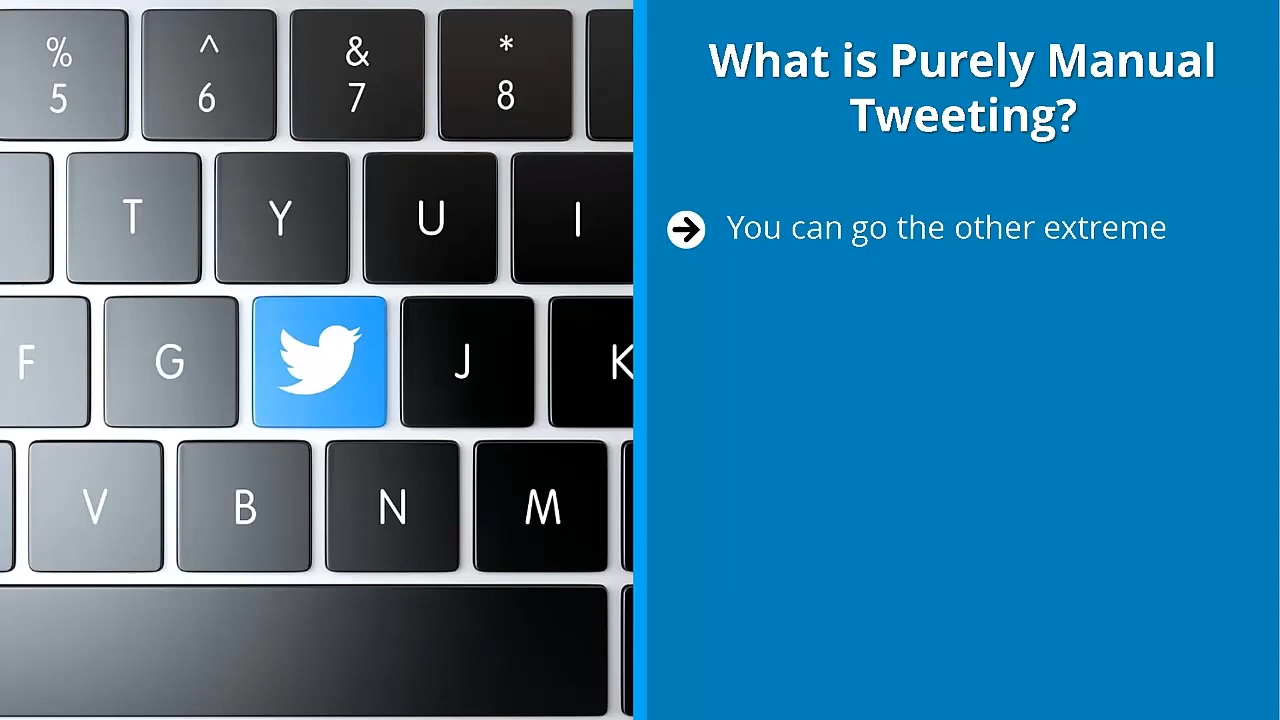 % ^ & *
5 6 7 8
T Y U I
F G J K
V B N M
What is Purely Manual
Tweeting?
You can go the other extreme